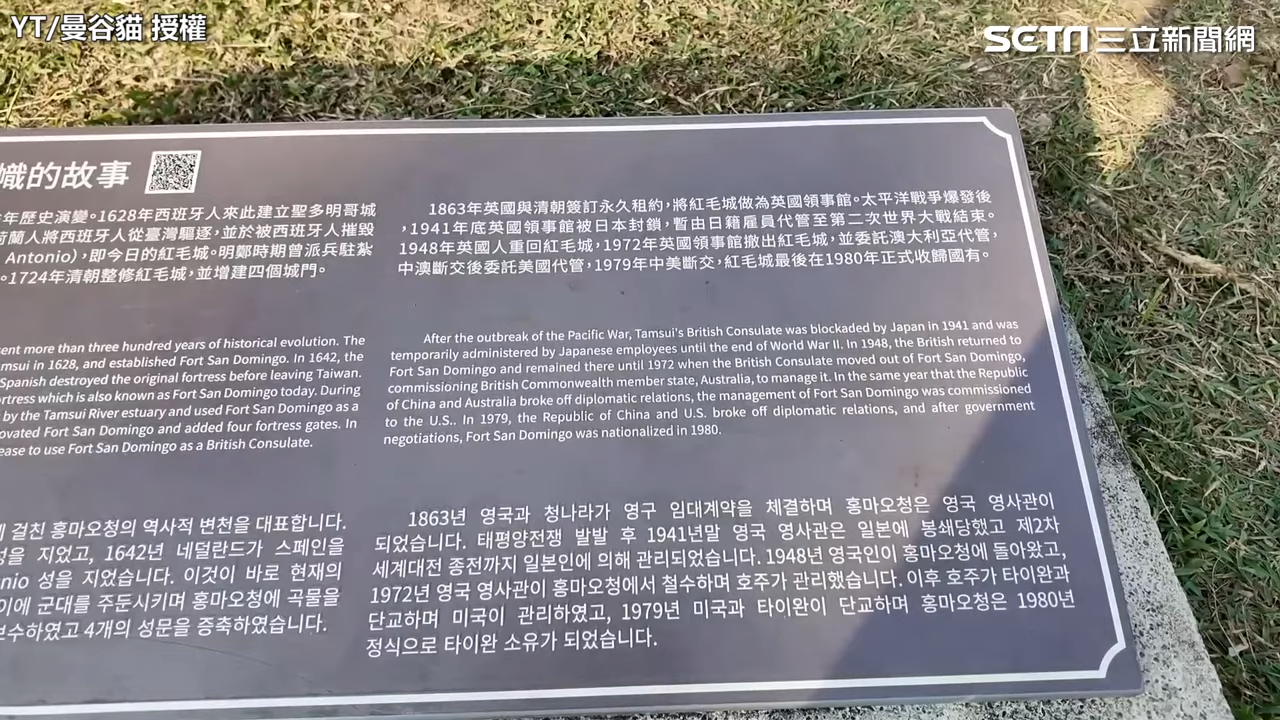 YT/曼谷貓 授權
SETN三立新聞網
幟的故事
年歷史演變。1628年西班牙人來此建立聖多明哥城
荷蘭人將西班牙人從臺灣驅逐，並於被西班牙人摧毀
Antonio)，即今日的紅毛城。明鄭時期曾派兵駐紮
。1724年清朝整修紅毛城，並增建四個城門。
1863年英國與清朝簽訂永久租約，將紅毛城做為英國領事館。太平洋戰爭爆發後
，1941年底英國領事館被日本封鎖，暫由日籍雇員代管至第二次世界大戰結束。
1948年英國人重回紅毛城，1972年英國領事館撤出紅毛城，並委託澳大利亞代管，
中澳斷交後委託美國代管，1979年中美斷交，紅毛城最後在1980年正式收歸國有。
sent more than three hundred years of historical evolution. The
amsui in 1628, and established Fort San Domingo. In 1642, the
Spanish destroyed the original fortress before leaving Taiwan.
ortress which is also known as Fort San Domingo today. During
by the Tamsui River estuary and used Fort San Domingo as a
novated Fort San Domingo and added four fortress gates. In
ease to use Fort San Domingo as a British Consulate.
After the outbreak of the Pacific War, Tamsui's British Consulate was blockaded by Japan in 1941 and was
temporarily administered by Japanese employees until the end of World War II. In 1948, the British returned to
Fort San Domingo and remained there until 1972 when the British Consulate moved out of Fort San Domingo,
commissioning British Commonwealth member state, Australia, to manage it. In the same year that the Republic
of China and Australia broke off diplomatic relations, the management of Fort San Domingo was commissioned
to the U.S.. In 1979, the Republic of China and U.S. broke off diplomatic relations, and after government
negotiations, Fort San Domingo was nationalized in 1980.
에 걸친 홍마오청의 역사적 변천을 대표합니다.
성을 지었고, 1642년 네덜란드가 스페인을
onio 성을 지었습니다. 이것이 바로 현재의
이에 군대를 주둔시키며 홍마오청에 곡물을
보수하였고 4개의 성문을 증축하였습니다.
1863년 영국과 청나라가 영구 임대계약을 체결하며 홍마오청은 영국 영사관이
되었습니다. 태평양전쟁 발발 후 1941년말 영국 영사관은 일본에 봉쇄당했고 제2차
세계대전 종전까지 일본인에 의해 관리되었습니다. 1948년 영국인이 홍마오청에 돌아왔고,
1972년 영국 영사관이 홍마오청에서 철수하며 호주가 관리했습니다. 이후 호주가 타이완과
단교하며 미국이 관리하였고, 1979년 미국과 타이완이 단교하며 홍마오청은 1980년
정식으로 타이완 소유가 되었습니다.